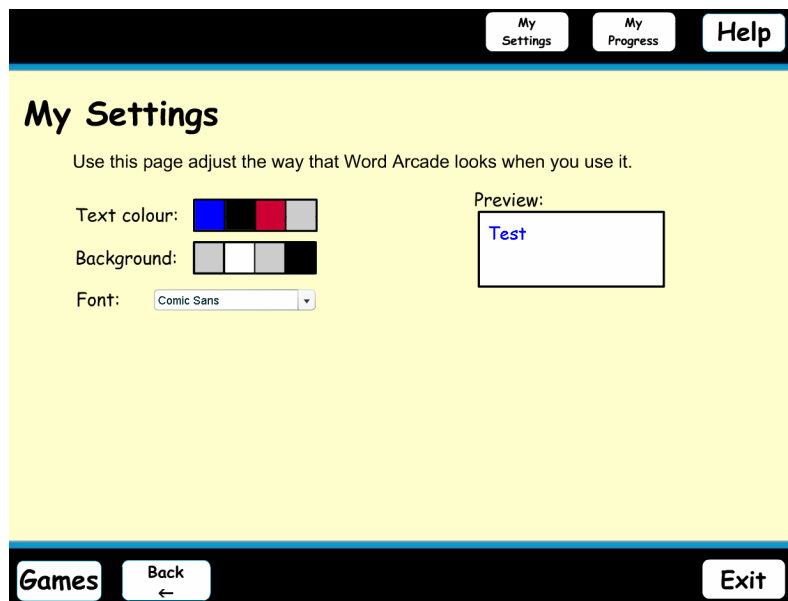 My
Settings
My
Progress
Help
My Settings
Use this page adjust the way that Word Arcade looks when you use it.
Text colour:
Preview:
Test
Background:
Font:
Comic Sans
Games
Back
←
Exit